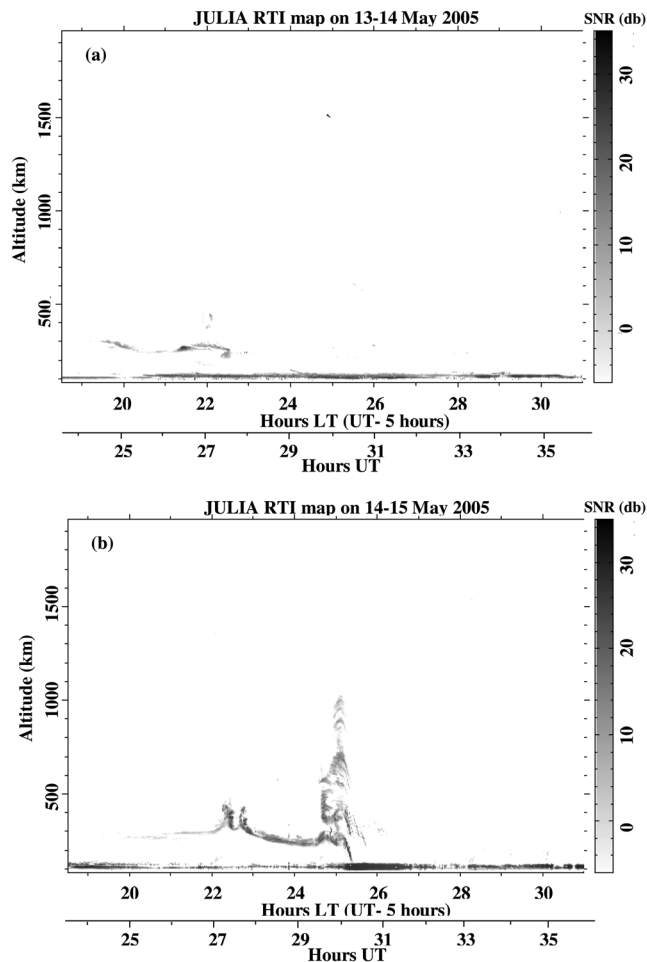 JULIA RTI map on 13-14 May 2005
SNR (db)
(a)
Altitude (km)
1500
1000
500
30
20
10
0
20 22 24 26 28 30
Hours LT (UT- 5 hours)
25 27 29 31 33 35
Hours UT
JULIA RTI map on 14-15 May 2005
SNR (db)
(b)
Altitude (km)
1500
1000
500
30
20
10
0
20 22 24 26 28 30
Hours LT (UT- 5 hours)
25 27 29 31 33 35
Hours UT